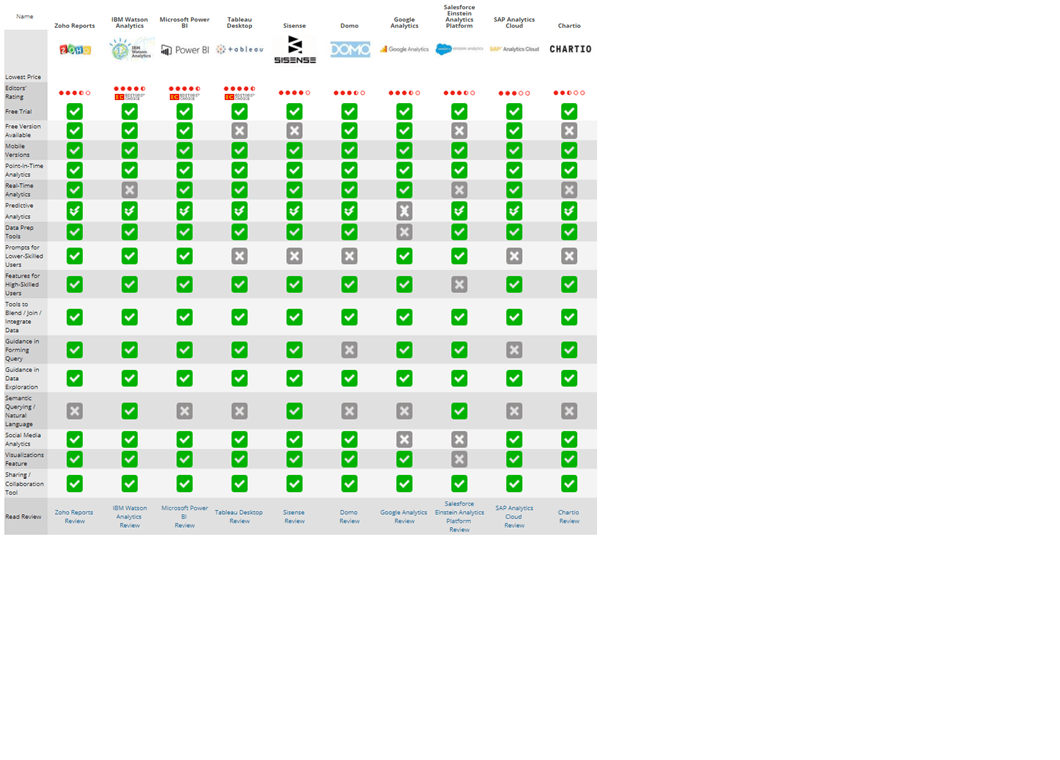 Name
Zoho Reports
IBM Watson
Analytics
Microsoft Power
BI
Tableau
Desktop
Sisense
Domo
Google
Analytics
Salesforce
Einstein
Analytics
Platform
SAP Analytics
Cloud
Chartio
ZOHO
IBM
Watson
Analytics
Power BI
tableau
SISENSE
DOMO
Google Analytics
SAP Analytics Cloud
CHARTIO
Lowest Price
Editors'
Rating
EDITORS'
CHOICE
EDITORS'
CHOICE
EDITORS'
CHOICE
Free Trial
Free Version
Available
Mobile
Versions
Point-in-Time
Analytics
Real-Time
Analytics
Predictive
Analytics
Data Prep
Tools
Prompts for
Lower-Skilled
Users
Features for
High-Skilled
Users
Tools to
Blend / Join /
Integrate
Data
Guidance in
Forming
Query
Guidance in
Data
Exploration
Semantic
Querying /
Natural
Language
Social Media
Analytics
Visualizations
Feature
Sharing /
Collaboration
Tool
Read Review
Zoho Reports
Review
IBM Watson
Analytics
Review
Microsoft Power
BI
Review
Tableau Desktop
Review
Sisense
Review
Domo
Review
Google Analytics
Review
Salesforce
Einstein Analytics
Platform
Review
SAP Analytics
Cloud
Review
Chartio
Review